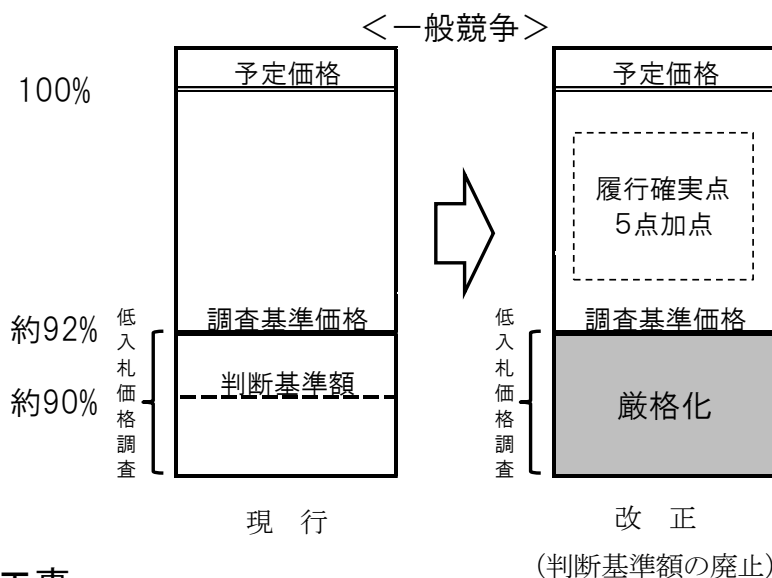 ＜一般競争＞
100%
予定価格
約92%
低入札価格調査
調査基準価格
約90%
判断基準額
現　行
予定価格
履行確実点
５点加点
低入札価格調査
調査基準価格
厳格化
改　正
(判断基準額の廃止)
工事